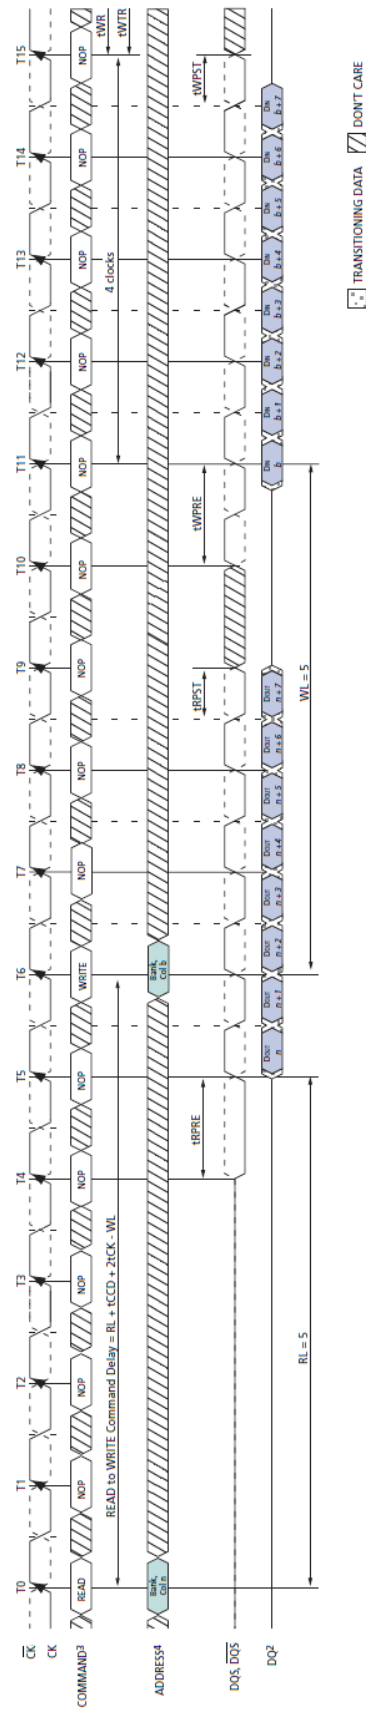 T0 T1 T2 T3 T4 T5 T6 T7 T8 T9 T10 T11 T12 T13 T14 T15
C̅K̅
CK
COMMAND³ READ NOP NOP NOP NOP NOP WRITE NOP NOP NOP NOP NOP NOP NOP NOP NOP
tWR
READ to WRITE Command Delay = RL + tCCD + 2tCK - WL
4 clocks
tWTR
ADDRESS⁴
Bank,
Col n
Bank,
Col b
tRPRE
tRPST
tWPRE
tWPST
DQS, D̅Q̅S̅
DQ²
DOUT
n
DOUT
n + 1
DOUT
n + 2
DOUT
n + 3
DOUT
n + 4
DOUT
n + 5
DOUT
n + 6
DOUT
n + 7
DIN
b
DIN
b + 1
DIN
b + 2
DIN
b + 3
DIN
b + 4
DIN
b + 5
DIN
b + 6
DIN
b + 7
RL = 5
WL = 5
TRANSITIONING DATA
DON'T CARE